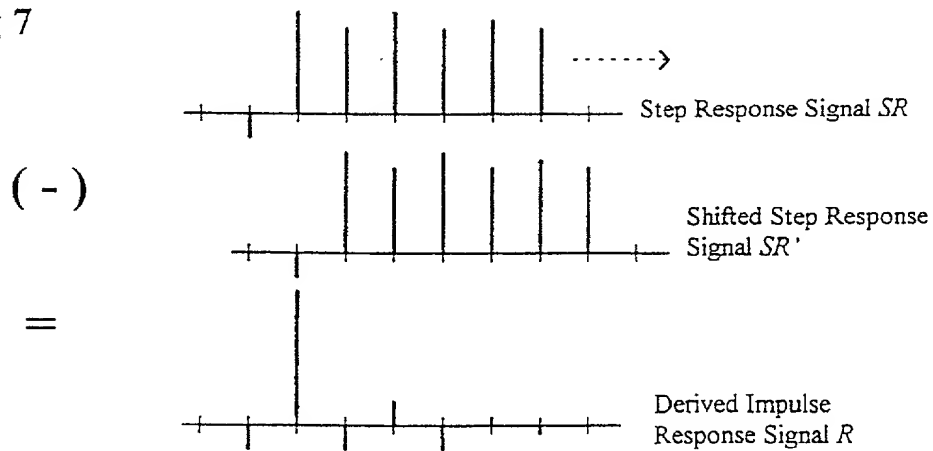 7
Step Response Signal SR
( - )
Shifted Step Response
Signal SR'
=
Derived Impulse
Response Signal R